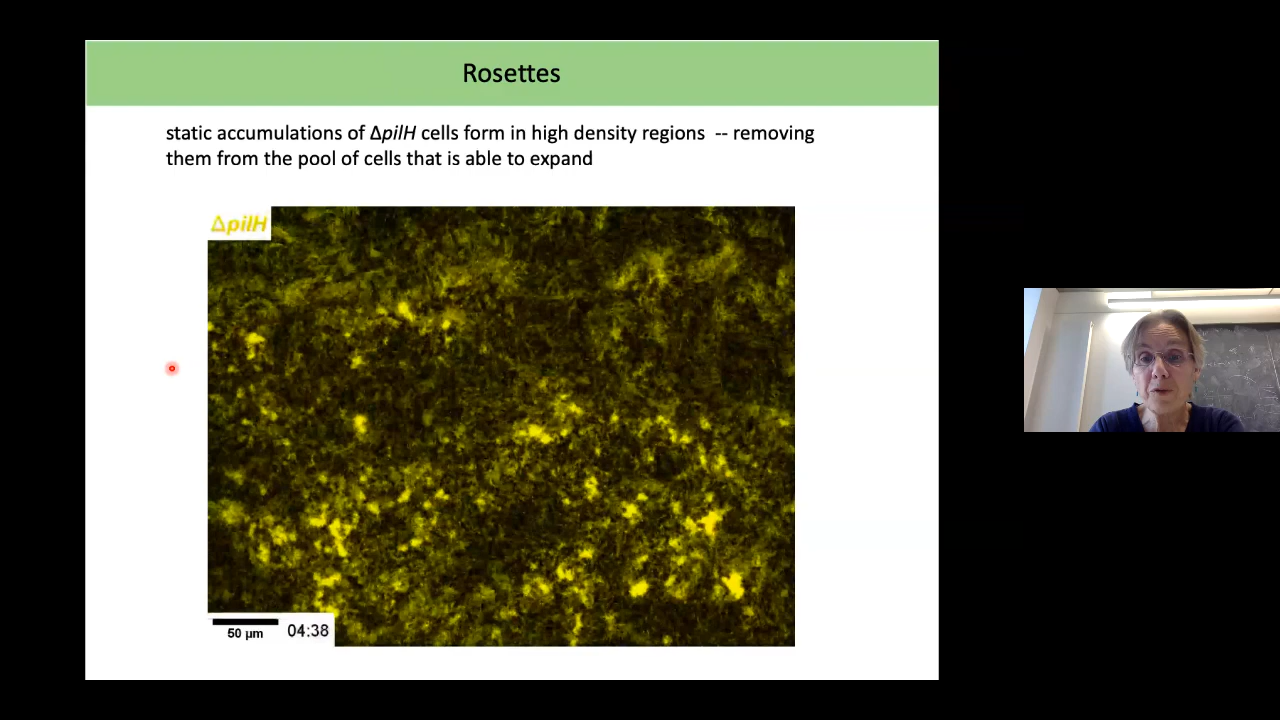 Rosettes
static accumulations of ΔpilH cells form in high density regions -- removing
them from the pool of cells that is able to expand
ΔpilH
50 μm
04:38